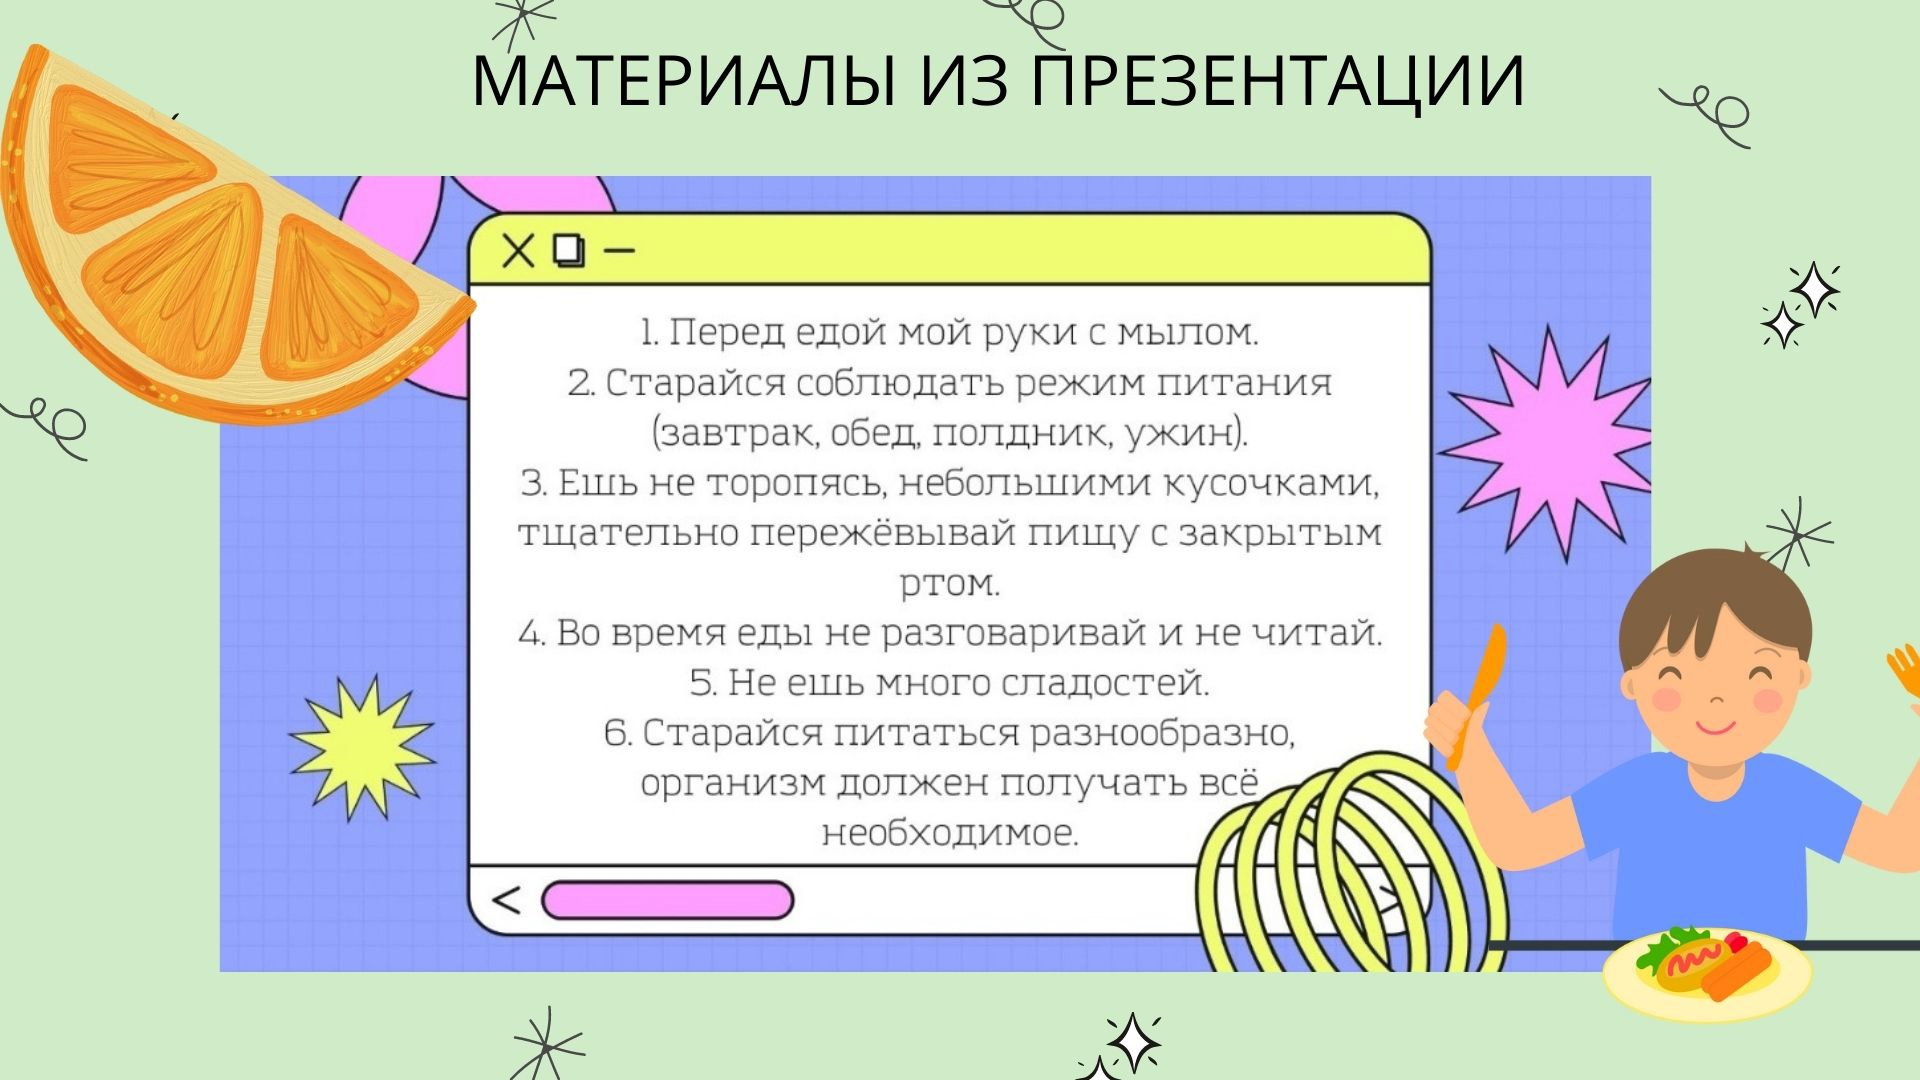 МАТЕРИАЛЫ ИЗ ПРЕЗЕНТАЦИИ
1. Перед едой мой руки с мылом.
2. Старайся соблюдать режим питания
(завтрак, обед, полдник, ужин).
3. Ешь не торопясь, небольшими кусочками,
тщательно пережёвывай пищу с закрытым
ртом.
4. Во время еды не разговаривай и не читай.
5. Не ешь много сладостей.
6. Старайся питаться разнообразно,
организм должен получать всё
необходимое.